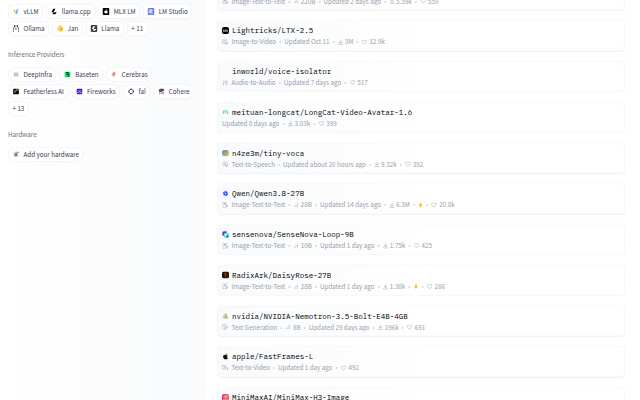 vLLM llama.cpp MLX LM LM Studio
Ollama Jan Llama + 11
Inference Providers
DeepInfra Baseten Cerebras
Featherless AI Fireworks fal Cohere
+ 13
Hardware
Add your hardware
Lightricks/LTX-2.5
Image-to-Video • Updated Oct 11 • 3M • 32.9k
inworld/voice-isolator
Audio-to-Audio • Updated 7 days ago • 537
meituan-longcat/LongCat-Video-Avatar-1.6
Updated 6 days ago • 3.03k • 399
n4ze3m/tiny-voca
Text-to-Speech • Updated about 20 hours ago • 9.32k • 392
Qwen/Qwen3.8-27B
Image-Text-to-Text • 28B • Updated 14 days ago • 6.3M • 20.8k
sensenova/SenseNova-Loop-9B
Image-Text-to-Text • 10B • Updated 1 day ago • 1.75k • 425
RadixArk/DaisyRose-27B
Image-Text-to-Text • 28B • Updated 1 day ago • 1.38k • 286
nvidia/NVIDIA-Nemotron-3.5-Bolt-E4B-4GB
Text Generation • 8B • Updated 29 days ago • 196k • 693
apple/FastFrames-L
Text-to-Video • Updated 1 day ago • 492
MiniMaxAI/MiniMax-H3-Image